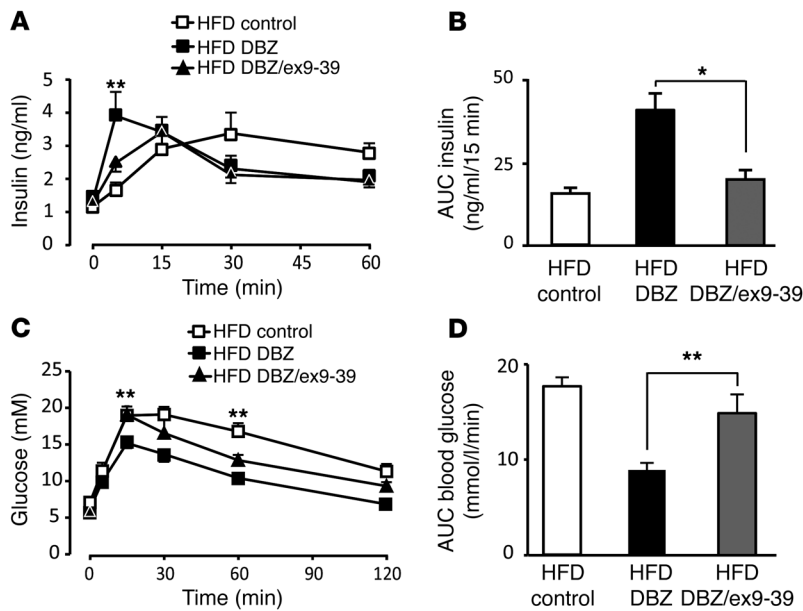 A
HFD control
HFD DBZ
HFD DBZ/ex9-39
Insulin (ng/ml)
5
4
3
2
1
0
**
0 15 30 45 60
Time (min)
B
AUC insulin
(ng/ml/15 min)
50
25
0
*
HFD HFD HFD
control DBZ DBZ/ex9-39
C
HFD control
HFD DBZ
HFD DBZ/ex9-39
Glucose (mM)
25
20
15
10
5
0
**
**
0 30 60 90 120
Time (min)
D
AUC blood glucose
(mmol/l/min)
20
10
0
**
HFD HFD HFD
control DBZ DBZ/ex9-39